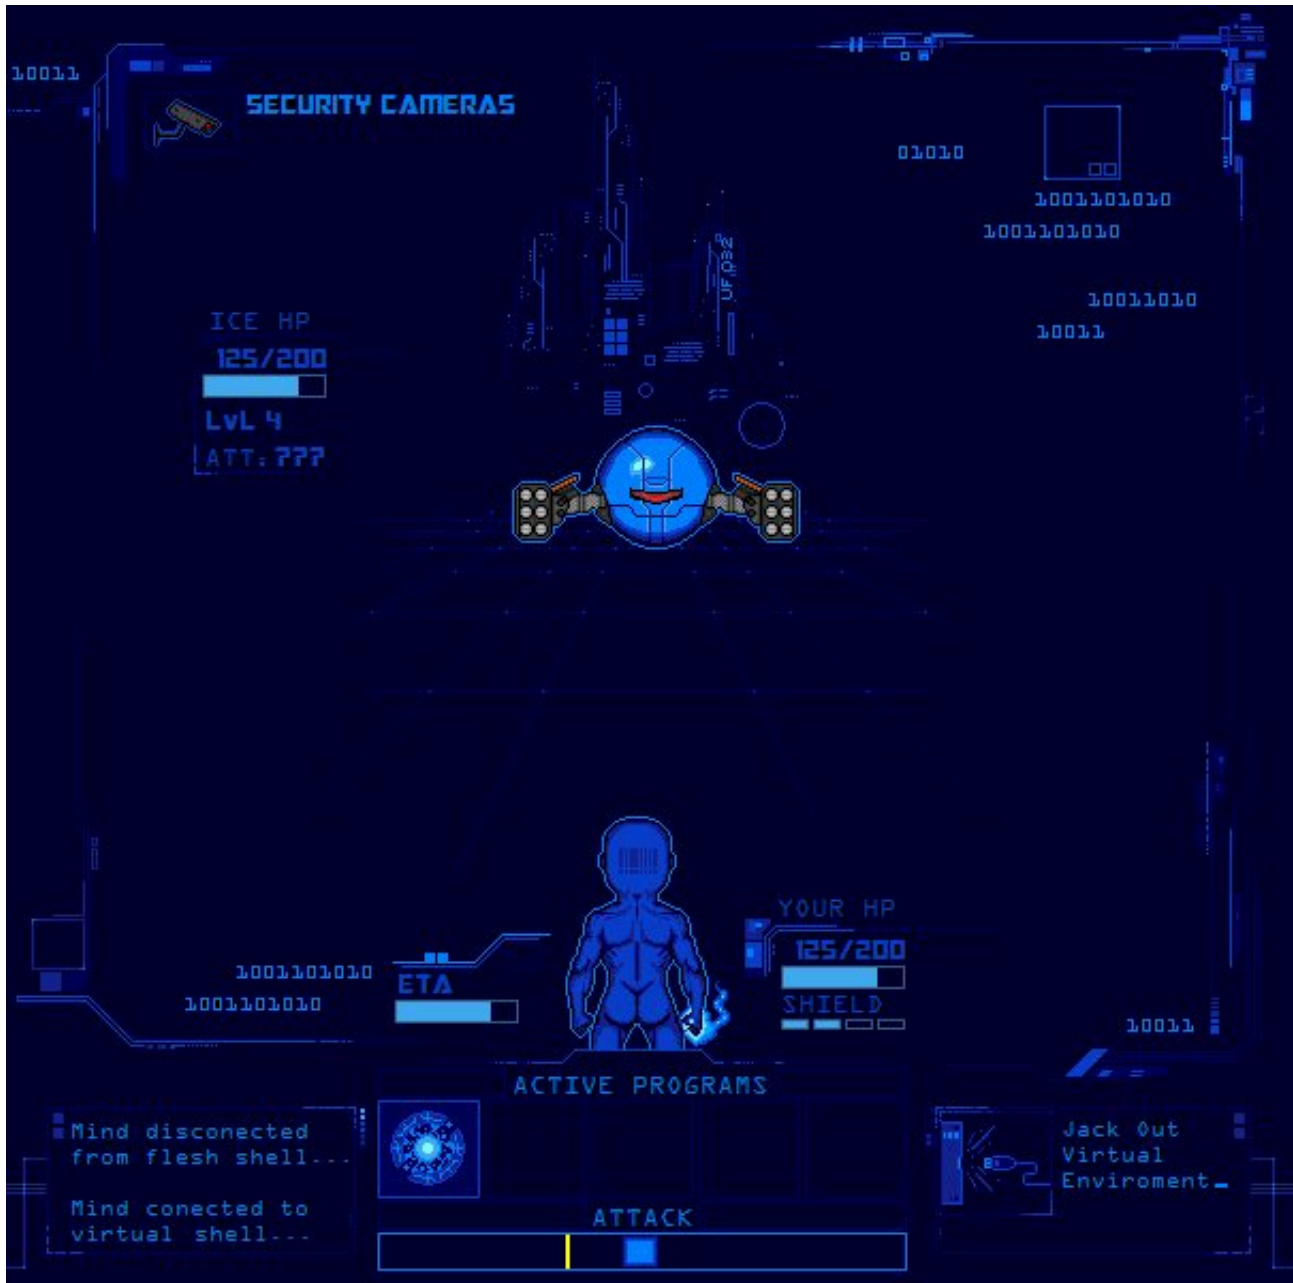 10011
SECURITY CAMERAS
01010
1001101010
1001101010
UF.032
10011010
10011
ICE HP
125/200
LvL 4
ATT: ???
YOUR HP
125/200
SHIELD
ETA
1001101010
1001101010
10011
ACTIVE PROGRAMS
Mind disconected
from flesh shell...
Mind conected to
virtual shell...
Jack Out
Virtual
Enviroment_
ATTACK